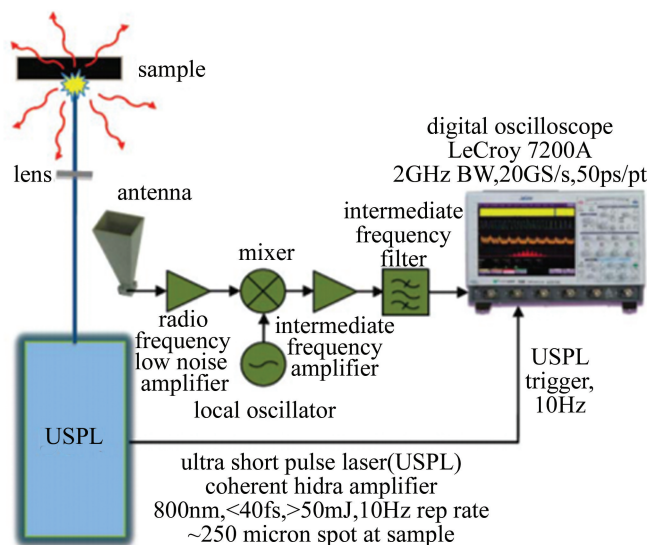 sample
digital oscilloscope
LeCroy 7200A
2GHz BW,20GS/s,50ps/pt
lens
antenna
intermediate
frequency
filter
mixer
radio
frequency
low noise
amplifier
intermediate
frequency
amplifier
local oscillator
USPL
trigger,
10Hz
USPL
ultra short pulse laser(USPL)
coherent hidra amplifier
800nm,<40fs,>50mJ,10Hz rep rate
~250 micron spot at sample